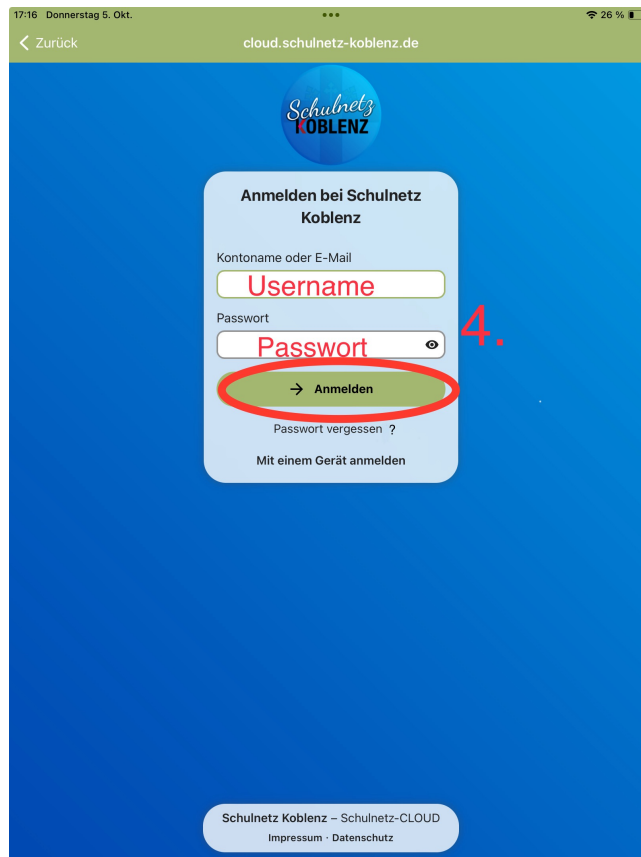 17:16 Donnerstag 5. Okt.
26 %
Zurück
cloud.schulnetz-koblenz.de
Schulnetz
KOBLENZ
Anmelden bei Schulnetz
Koblenz
Kontoname oder E-Mail
Username
Passwort
4.
Passwort
Anmelden
Passwort vergessen ?
Mit einem Gerät anmelden
Schulnetz Koblenz – Schulnetz-CLOUD
Impressum · Datenschutz